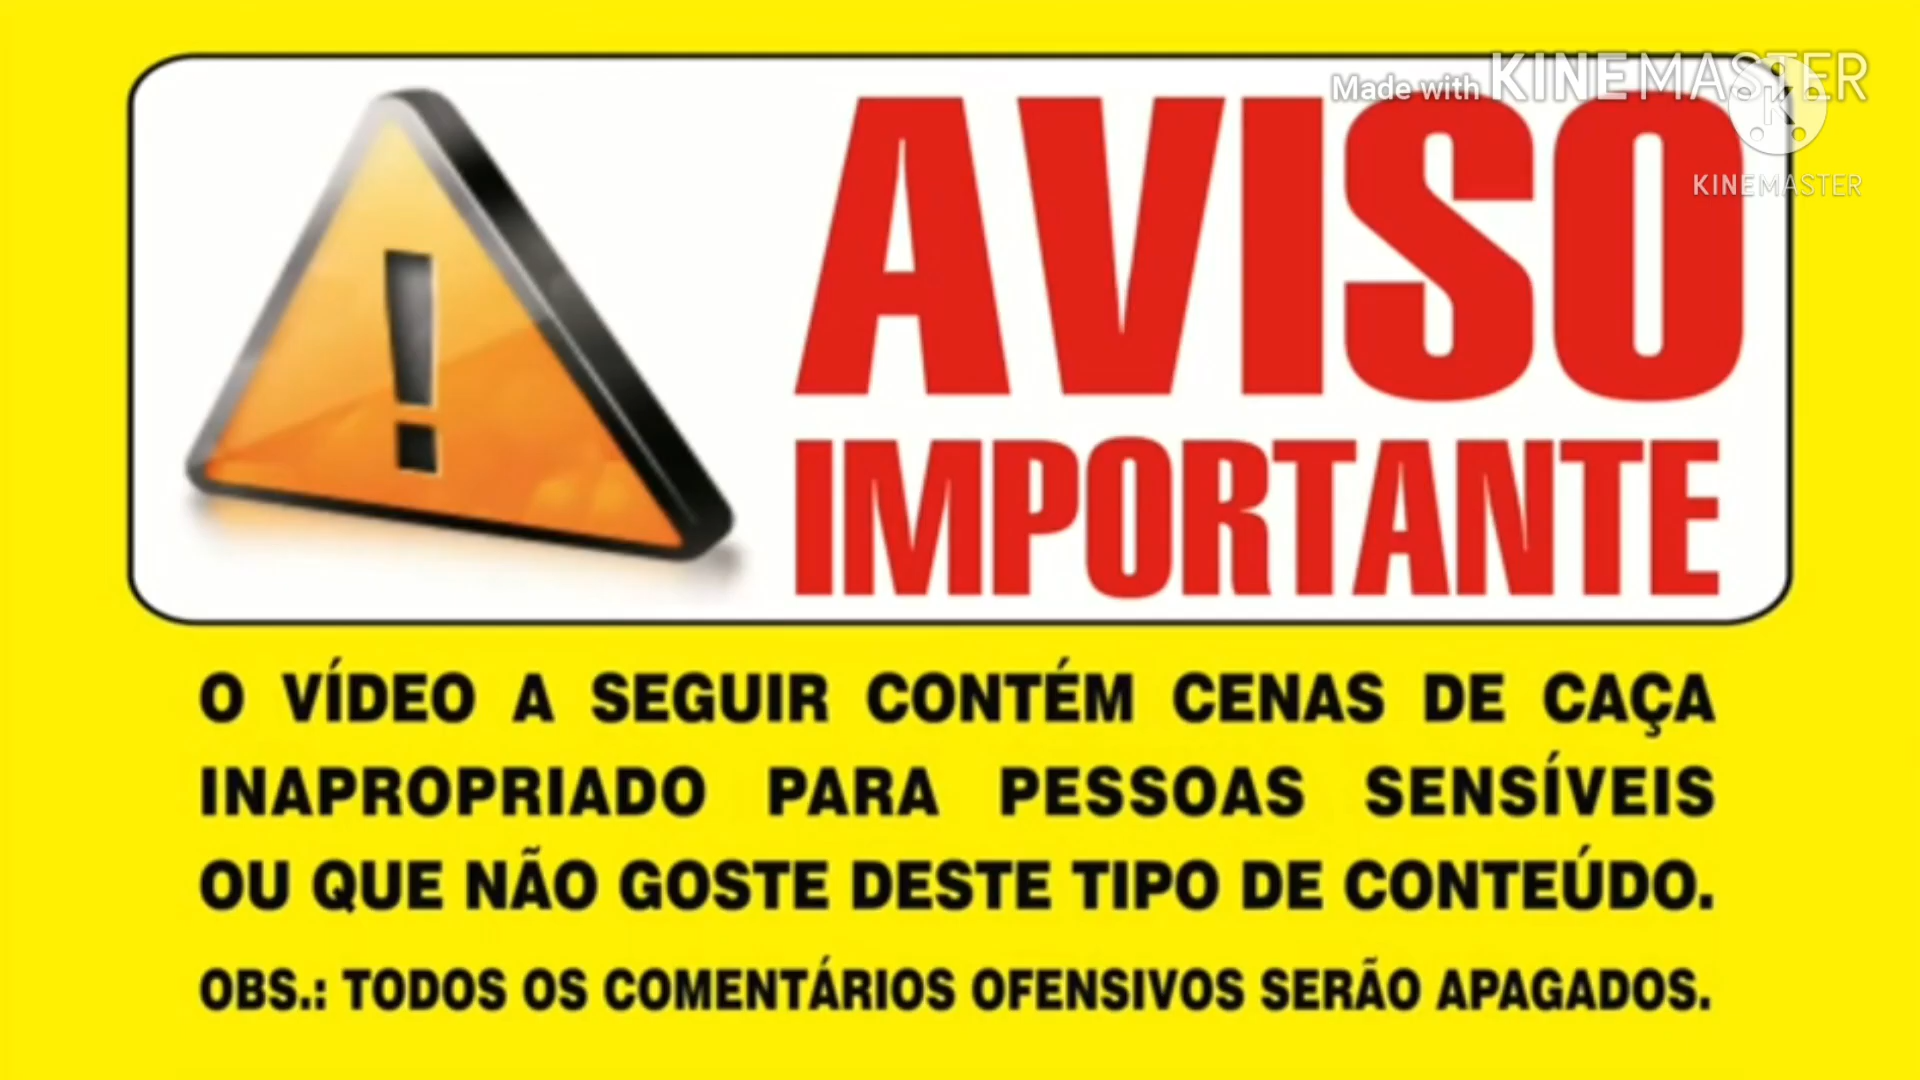 Made with KINEMASTER
K
KINEMASTER
!
AVISO
IMPORTANTE
O VÍDEO A SEGUIR CONTÉM CENAS DE CAÇA
INAPROPRIADO PARA PESSOAS SENSÍVEIS
OU QUE NÃO GOSTE DESTE TIPO DE CONTEÚDO.
OBS.: TODOS OS COMENTÁRIOS OFENSIVOS SERÃO APAGADOS.